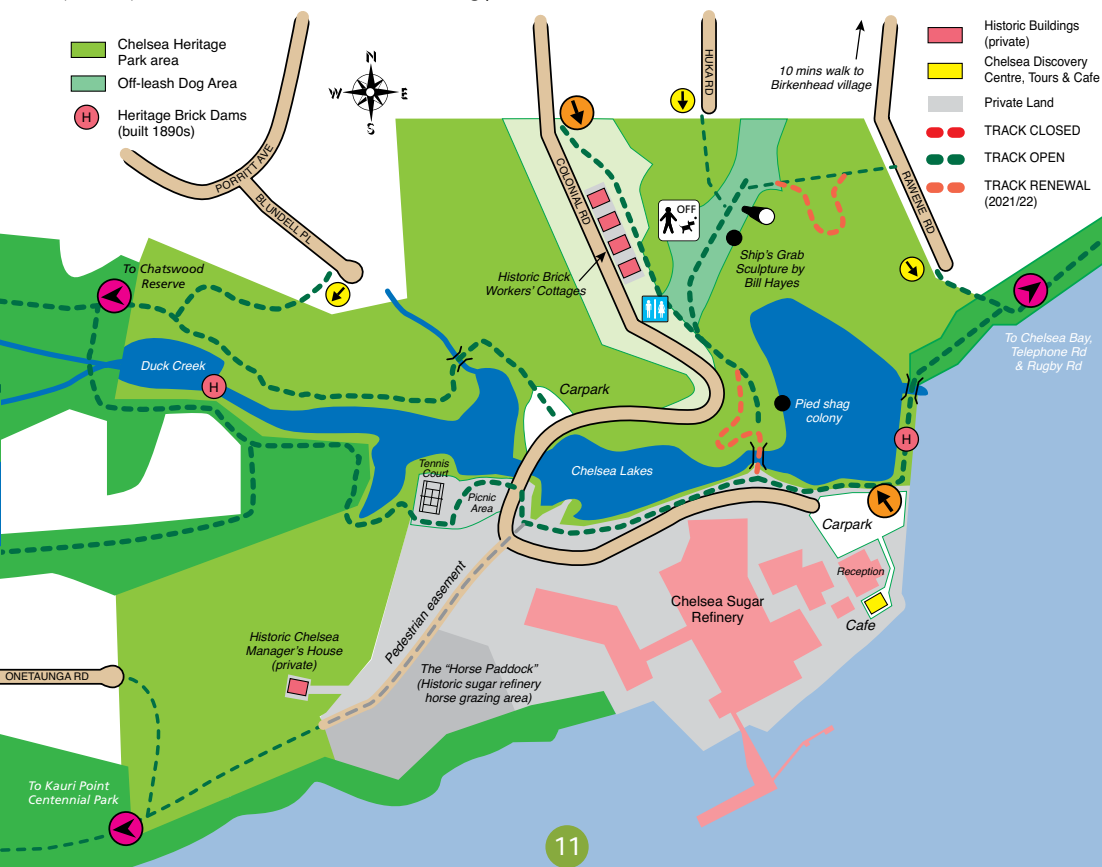 Chelsea Heritage
Park area
Off-leash Dog Area
H
Heritage Brick Dams
(built 1890s)
N
W
E
S
PORRITT AVE
BLUNDELL PL
COLONIAL RD
HUKA RD
10 mins walk to
Birkenhead village
RAWENE RD
Historic Buildings
(private)
Chelsea Discovery
Centre, Tours & Cafe
Private Land
TRACK CLOSED
TRACK OPEN
TRACK RENEWAL
(2021/22)
OFF
Ship's Grab
Sculpture by
Bill Hayes
Historic Brick
Workers' Cottages
To Chatswood
Reserve
Duck Creek
H
Carpark
To Chelsea Bay,
Telephone Rd
& Rugby Rd
Pied shag
colony
H
Chelsea Lakes
Tennis
Court
Picnic
Area
Carpark
Reception
Cafe
Chelsea Sugar
Refinery
Pedestrian easement
Historic Chelsea
Manager's House
(private)
The "Horse Paddock"
(Historic sugar refinery
horse grazing area)
ONETAUNGA RD
To Kauri Point
Centennial Park
11